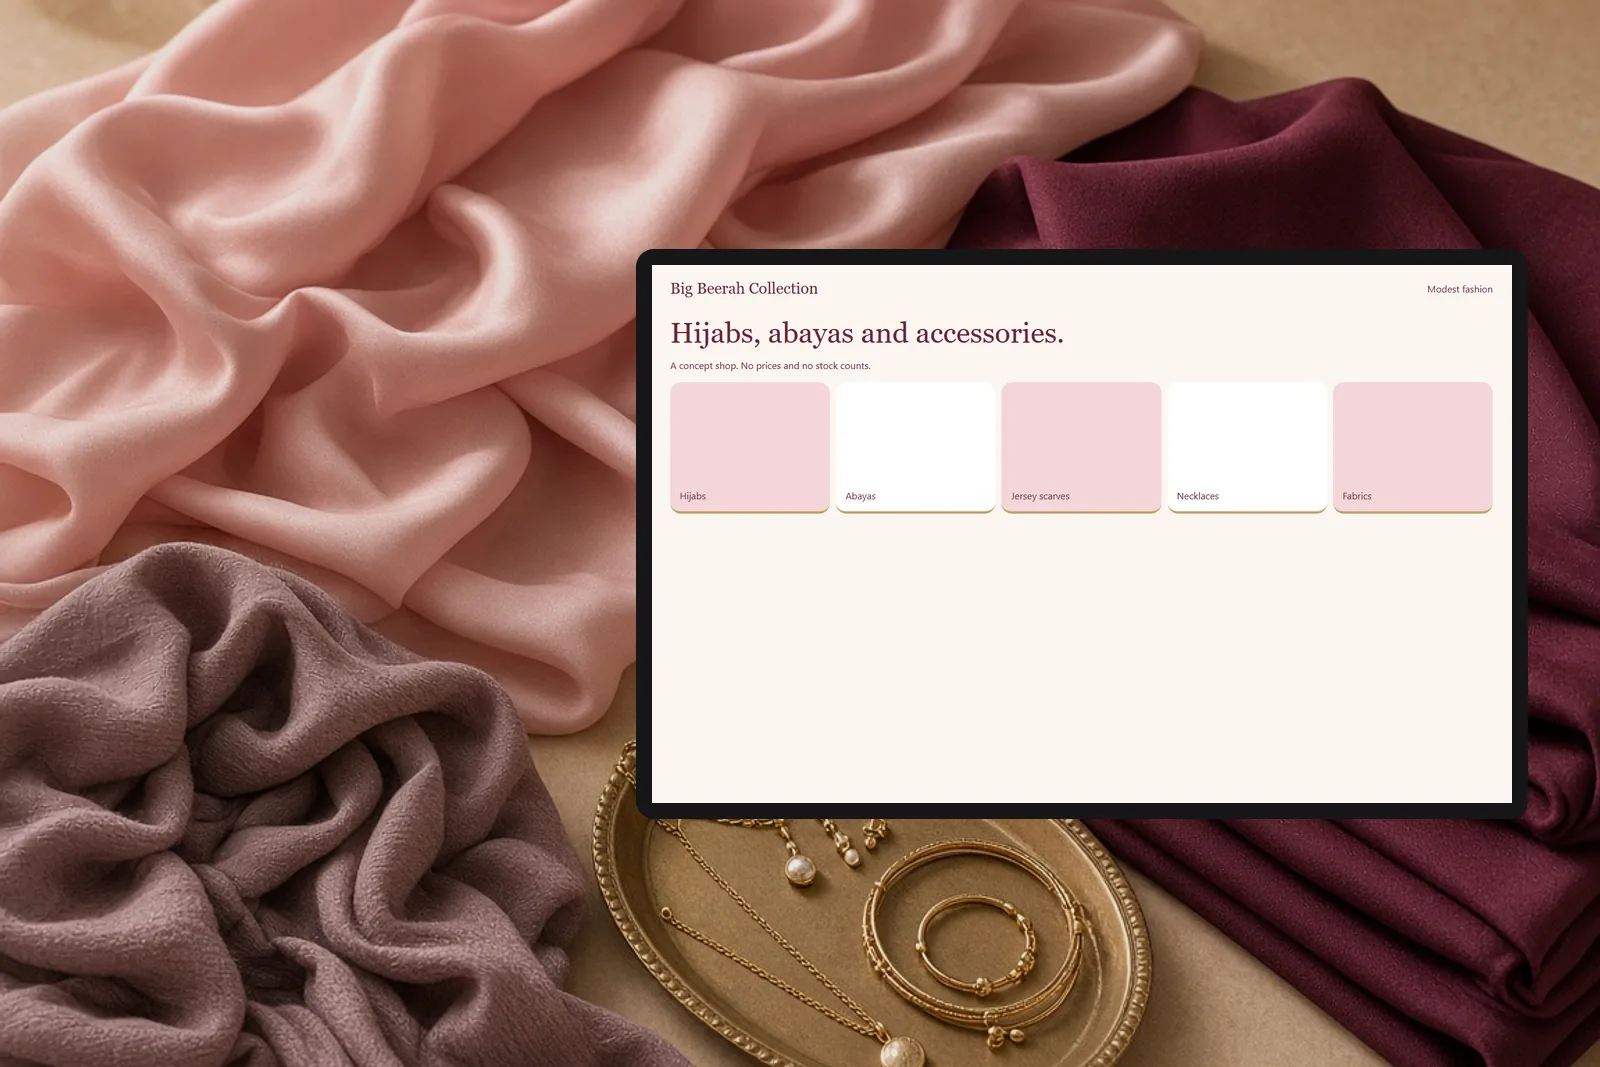 Big Beerah Collection
Modest fashion
Hijabs, abayas and accessories.
A concept shop. No prices and no stock counts.
Hijabs
Abayas
Jersey scarves
Necklaces
Fabrics